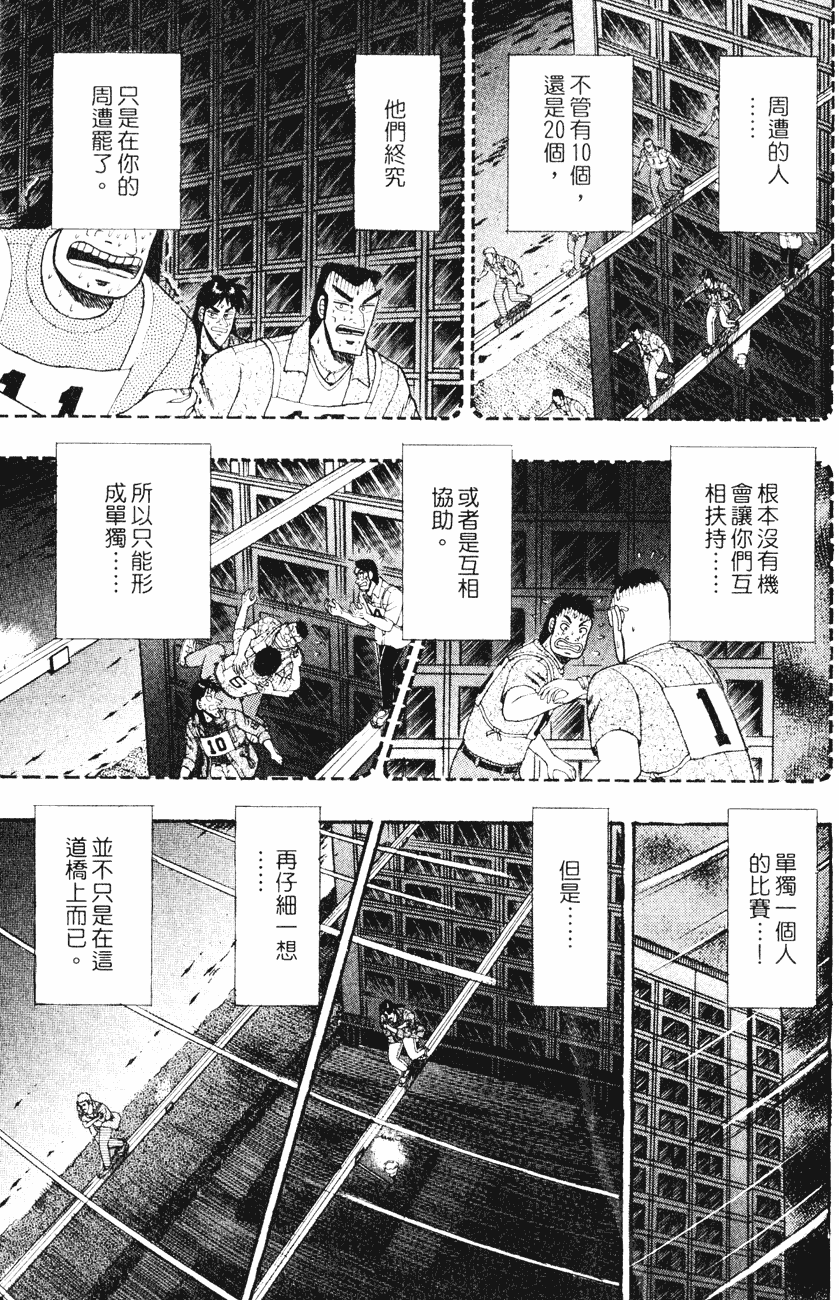 周遭的人
……
不管有10個，
還是20個，
他們終究
只是在你的
周遭罷了。
11
根本沒有機
會讓你們互
相扶持……
1
或者是互相
協助。
所以只能形
成單獨……
10
單獨一個人
的比賽…！
但是……
再仔細一想
……
並不只是在這
道橋上而已。